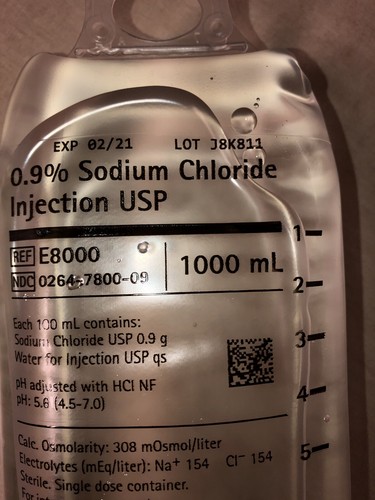 EXP 02/21 LOT J8K811
0.9% Sodium Chloride
Injection USP
REF E8000
NDC 0264-7800-09
1000 mL
1
2
3
4
5
Each 100 mL contains:
Sodium Chloride USP 0.9 g
Water for Injection USP qs
pH adjusted with HCl NF
pH: 5.6 (4.5-7.0)
Calc. Osmolarity: 308 mOsmol/liter
Electrolytes (mEq/liter): Na⁺ 154 Cl⁻ 154
Sterile. Single dose container.